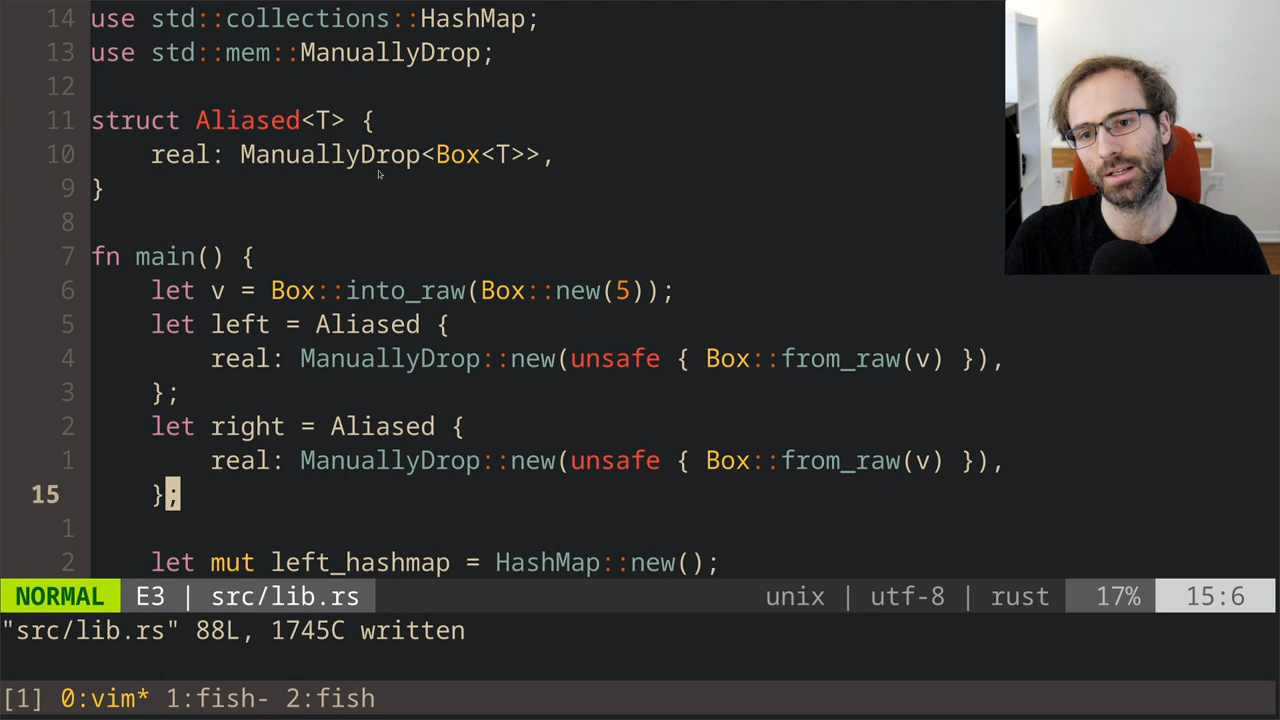 14 use std::collections::HashMap;
13 use std::mem::ManuallyDrop;
12
11 struct Aliased<T> {
10     real: ManuallyDrop<Box<T>>,
9 }
8
7 fn main() {
6     let v = Box::into_raw(Box::new(5));
5     let left = Aliased {
4         real: ManuallyDrop::new(unsafe { Box::from_raw(v) }),
3     };
2     let right = Aliased {
1         real: ManuallyDrop::new(unsafe { Box::from_raw(v) }),
15     };
1
2     let mut left_hashmap = HashMap::new();
NORMAL E3 | src/lib.rs unix | utf-8 | rust 17% 15:6
"src/lib.rs" 88L, 1745C written
[1] 0:vim* 1:fish- 2:fish